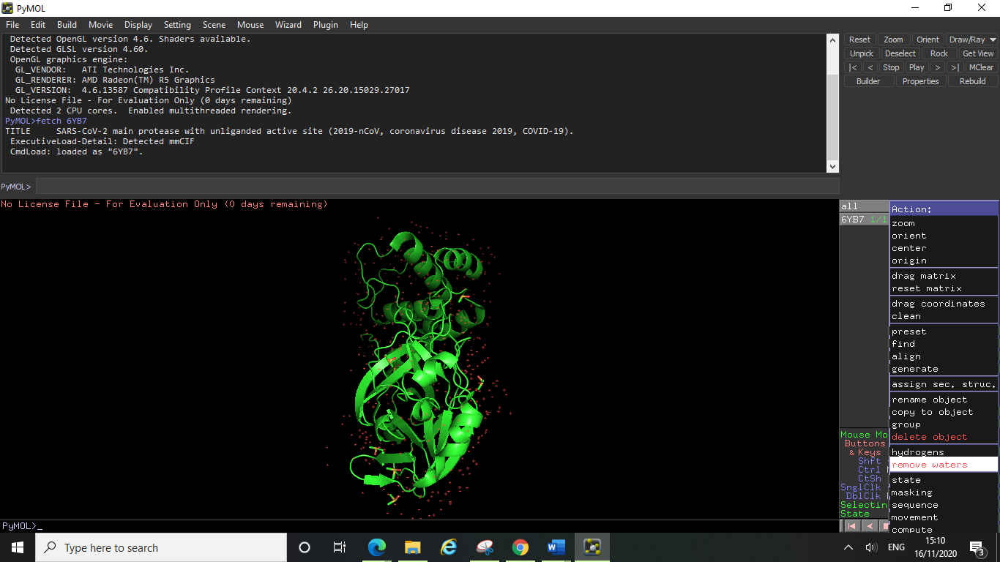 PyMOL
File Edit Build Movie Display Setting Scene Mouse Wizard Plugin Help
Detected OpenGL version 4.6. Shaders available.
Detected GLSL version 4.60.
OpenGL graphics engine:
GL_VENDOR: ATI Technologies Inc.
GL_RENDERER: AMD Radeon(TM) R5 Graphics
GL_VERSION: 4.6.13587 Compatibility Profile Context 20.4.2 26.20.15029.27017
No License File - For Evaluation Only (0 days remaining)
Detected 2 CPU cores. Enabled multithreaded rendering.
PyMOL>fetch 6YB7
TITLE SARS-CoV-2 main protease with unliganded active site (2019-nCoV, coronavirus disease 2019, COVID-19).
ExecutiveLoad-Detail: Detected mmCIF
CmdLoad: loaded as "6YB7".
PyMOL>
Reset Zoom Orient Draw/Ray
Unpick Deselect Rock Get View
|< < Stop Play > >| MClear
Builder Properties Rebuild
No License File - For Evaluation Only (0 days remaining)
all
6YB7 1/1
Action:
zoom
orient
center
origin
drag matrix
reset matrix
drag coordinates
clean
preset
find
align
generate
assign sec. struc.
rename object
copy to object
group
delete object
hydrogens
remove waters
state
masking
sequence
movement
compute
Mouse Mo
Buttons
& Keys
Shft
Ctrl
CtSh
SnglClk
DblClk
Selectin
State
PyMOL>_
Type here to search
ENG
15:10
16/11/2020
3